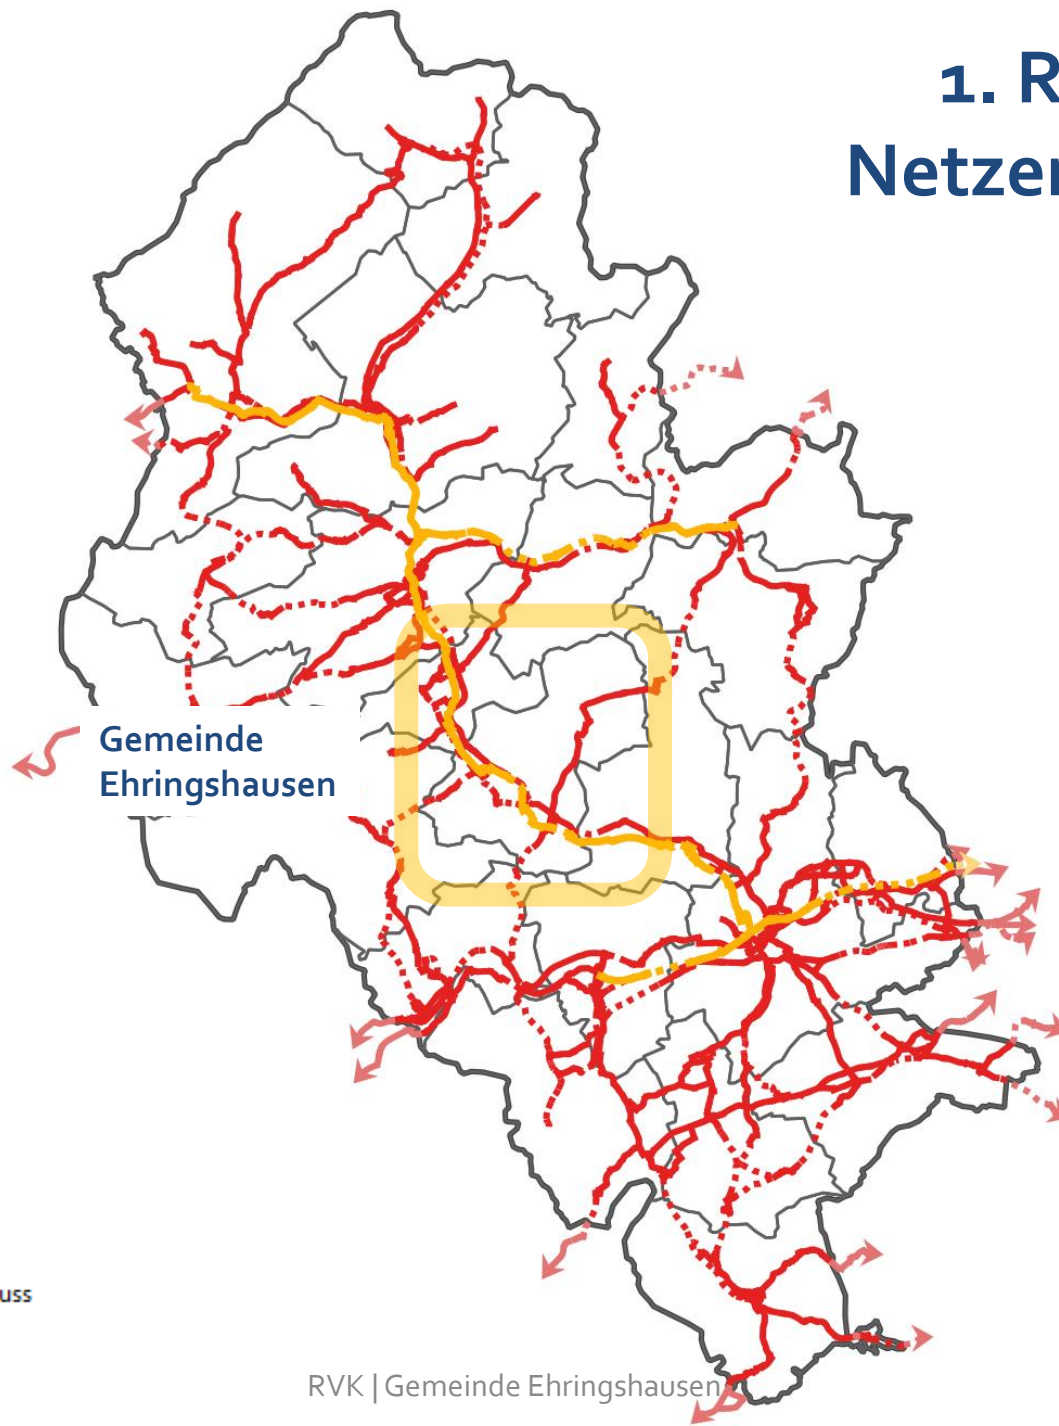 1. R
Netzer
Gemeinde
Ehringshausen
uss
RVK | Gemeinde Ehringshausen